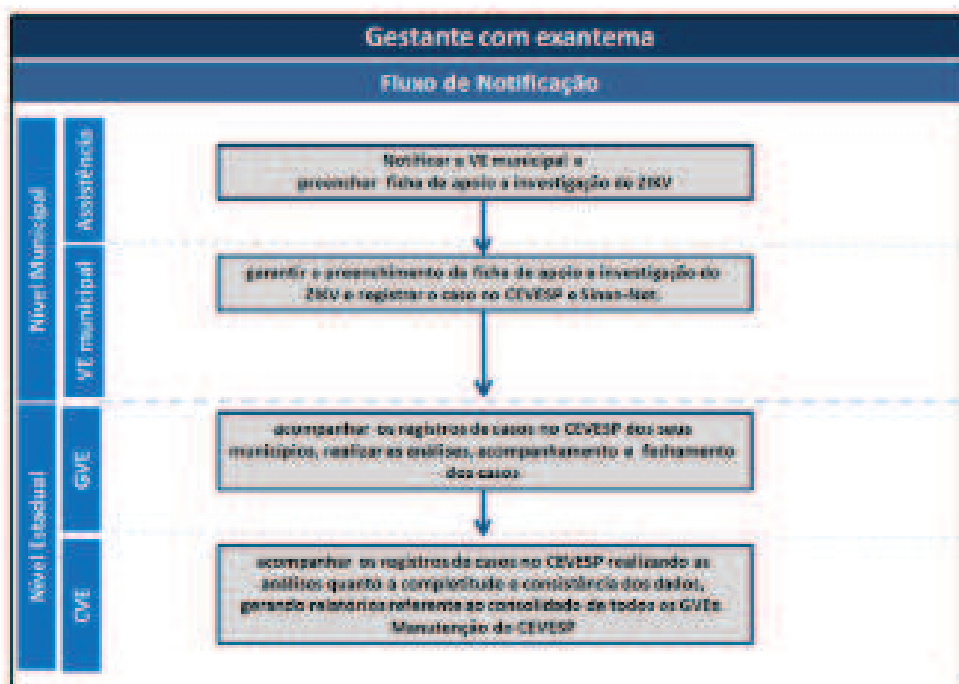 Gestante com exantema
Fluxo de Notificação
Nível Municipal
Assistência
Notificar a VE municipal e
preencher ficha de apoio a investigação do ZIKV
VE municipal
garantir o preenchimento da ficha de apoio a investigação do
ZIKV e registrar o caso no CEVESP e Sinan-Net.
Nível Estadual
GVE
acompanhar os registros de casos no CEVESP dos seus
municípios, realizar as análises, acompanhamento e fechamento
dos casos
CVE
acompanhar os registros de casos no CEVESP realizando as
análises quanto à completitude e consistência dos dados,
gerando relatórios referente ao consolidado de todos os GVEs.
Manutenção do CEVESP